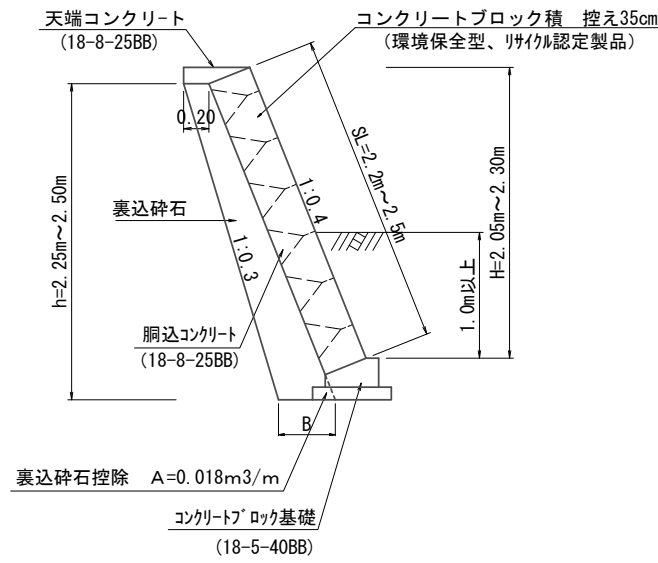 天端コンクリート
(18-8-25BB)
コンクリートブロック積　控え35cm
(環境保全型、ﾘｻｲｸﾙ認定製品)
0.20
SL=2.2m～2.5m
1:0.4
裏込砕石
1:0.3
h=2.25m～2.50m
H=2.05m～2.30m
1.0m以上
胴込ｺﾝｸﾘｰﾄ
(18-8-25BB)
B
裏込砕石控除　A=0.018m3/m
ｺﾝｸﾘｰﾄﾌﾞﾛｯｸ基礎
(18-5-40BB)